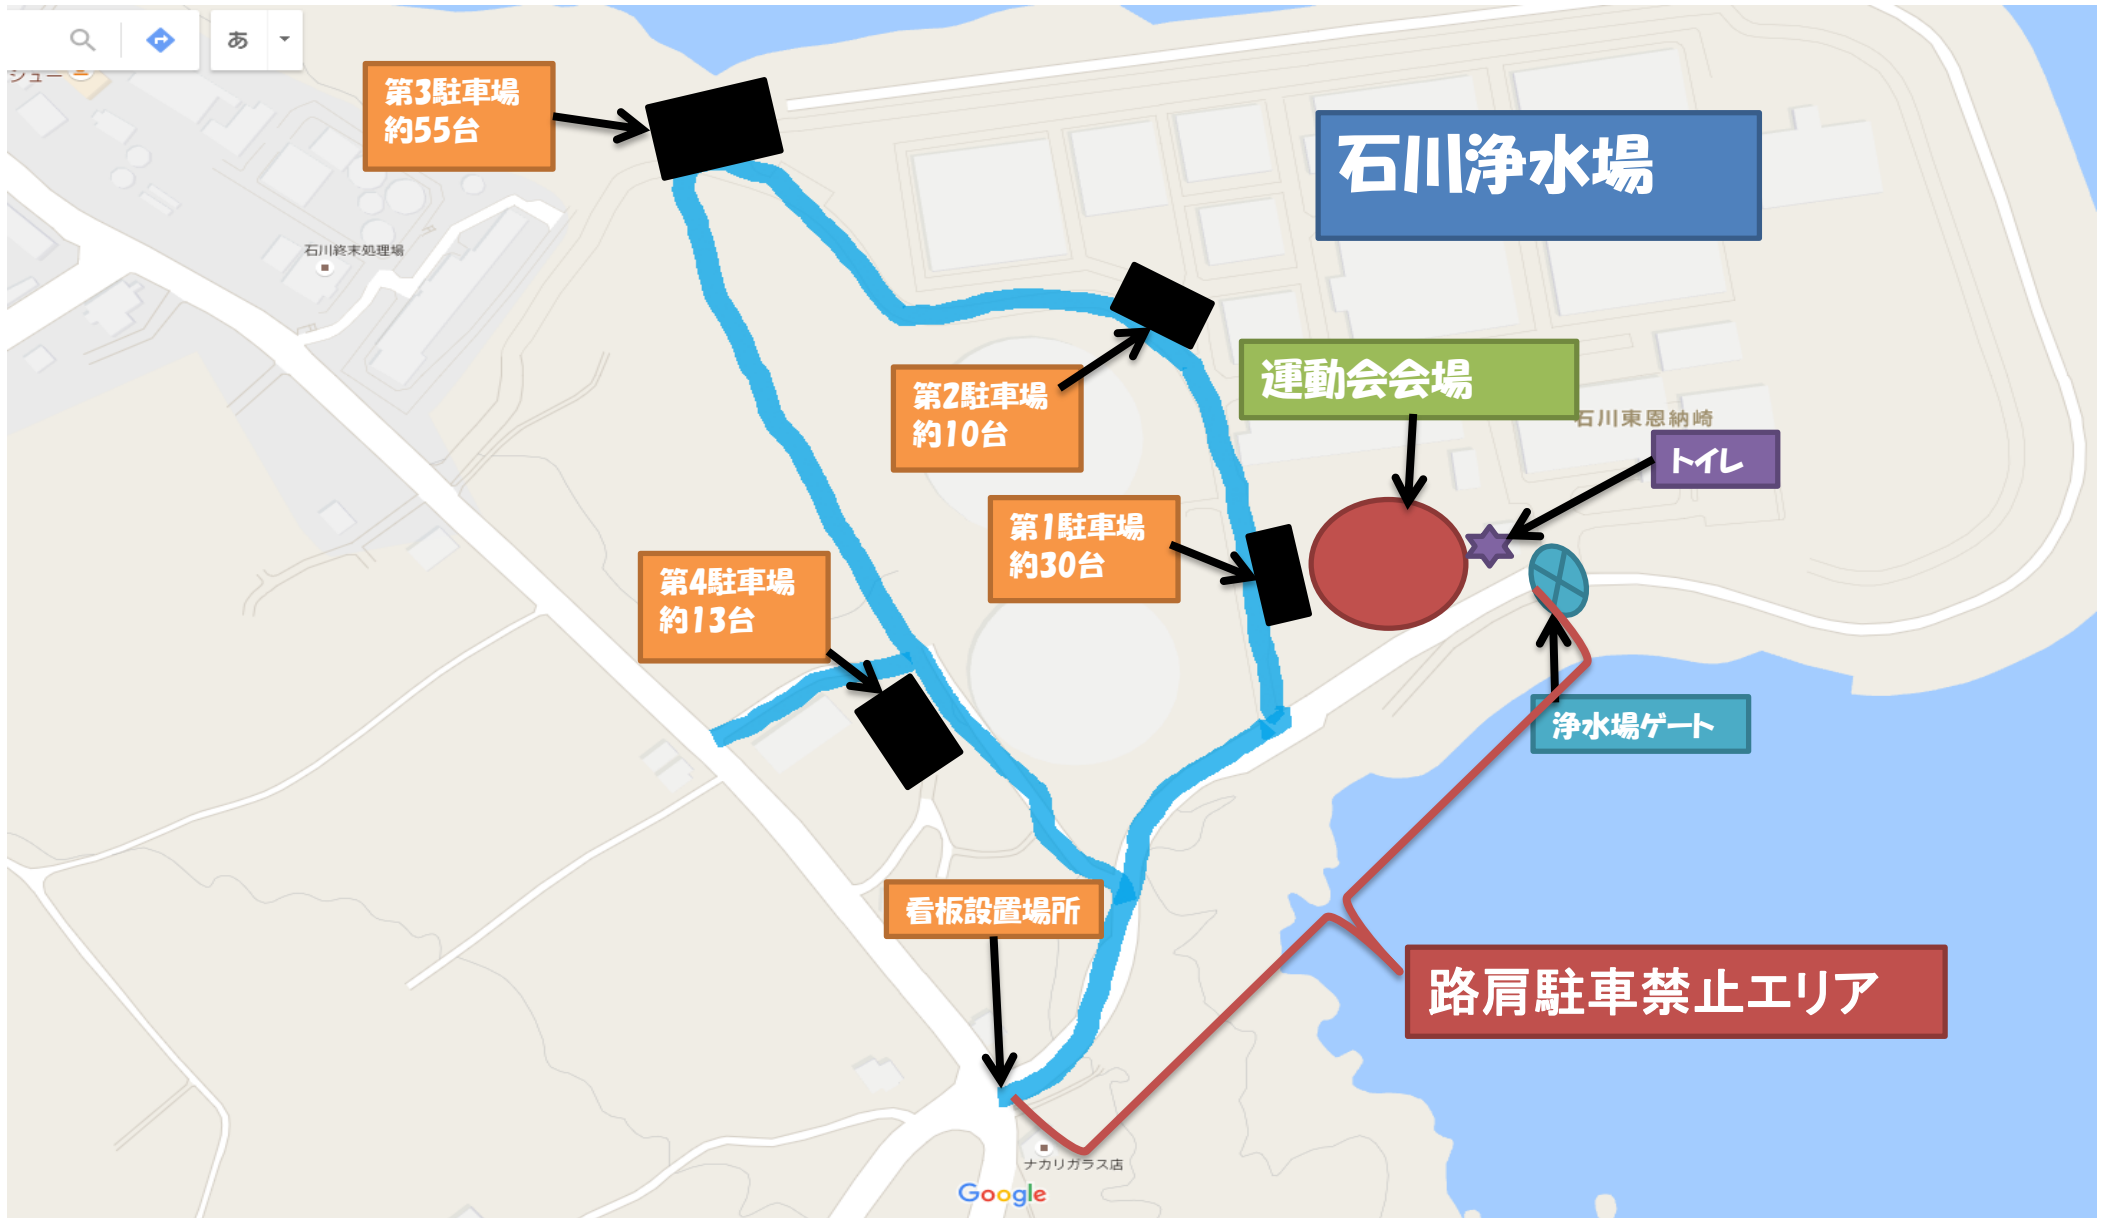 あ
シュー
第3駐車場
約55台
石川浄水場
石川終末処理場
運動会会場
第2駐車場
約10台
石川東恩納崎
トイレ
第1駐車場
約30台
第4駐車場
約13台
浄水場ゲート
看板設置場所
路肩駐車禁止エリア
ナカリガラス店
Google